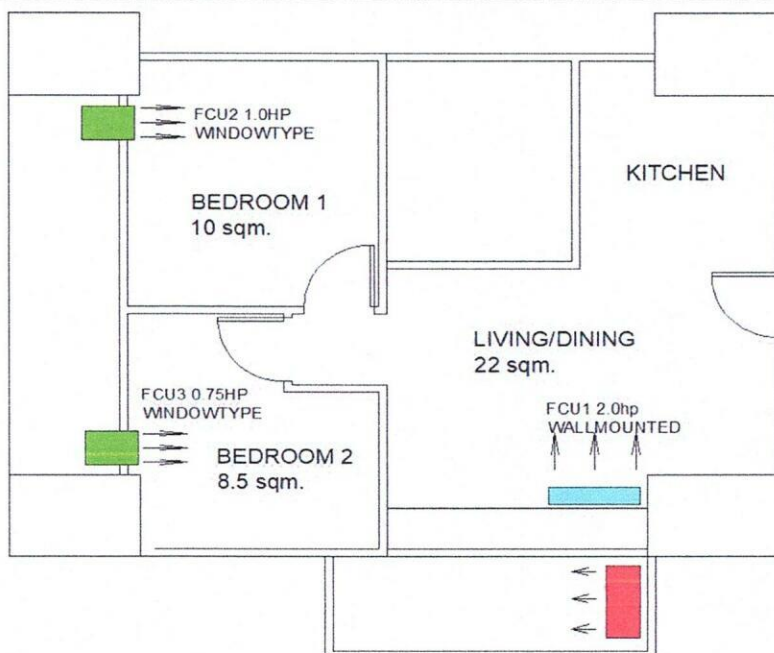 FCU2 1.0HP
WINDOWTYPE
KITCHEN
BEDROOM 1
10 sqm.
LIVING/DINING
22 sqm.
FCU3 0.75HP
WINDOWTYPE
FCU1 2.0hp
WALLMOUNTED
BEDROOM 2
8.5 sqm.